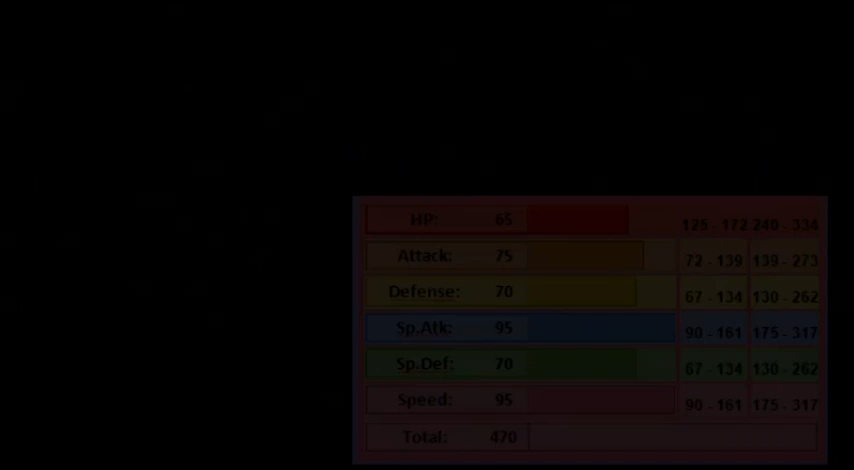 HP: 65 125 - 172 240 - 334
Attack: 75 72 - 139 139 - 273
Defense: 70 67 - 134 130 - 262
Sp.Atk: 95 90 - 161 175 - 317
Sp.Def: 70 67 - 134 130 - 262
Speed: 95 90 - 161 175 - 317
Total: 470